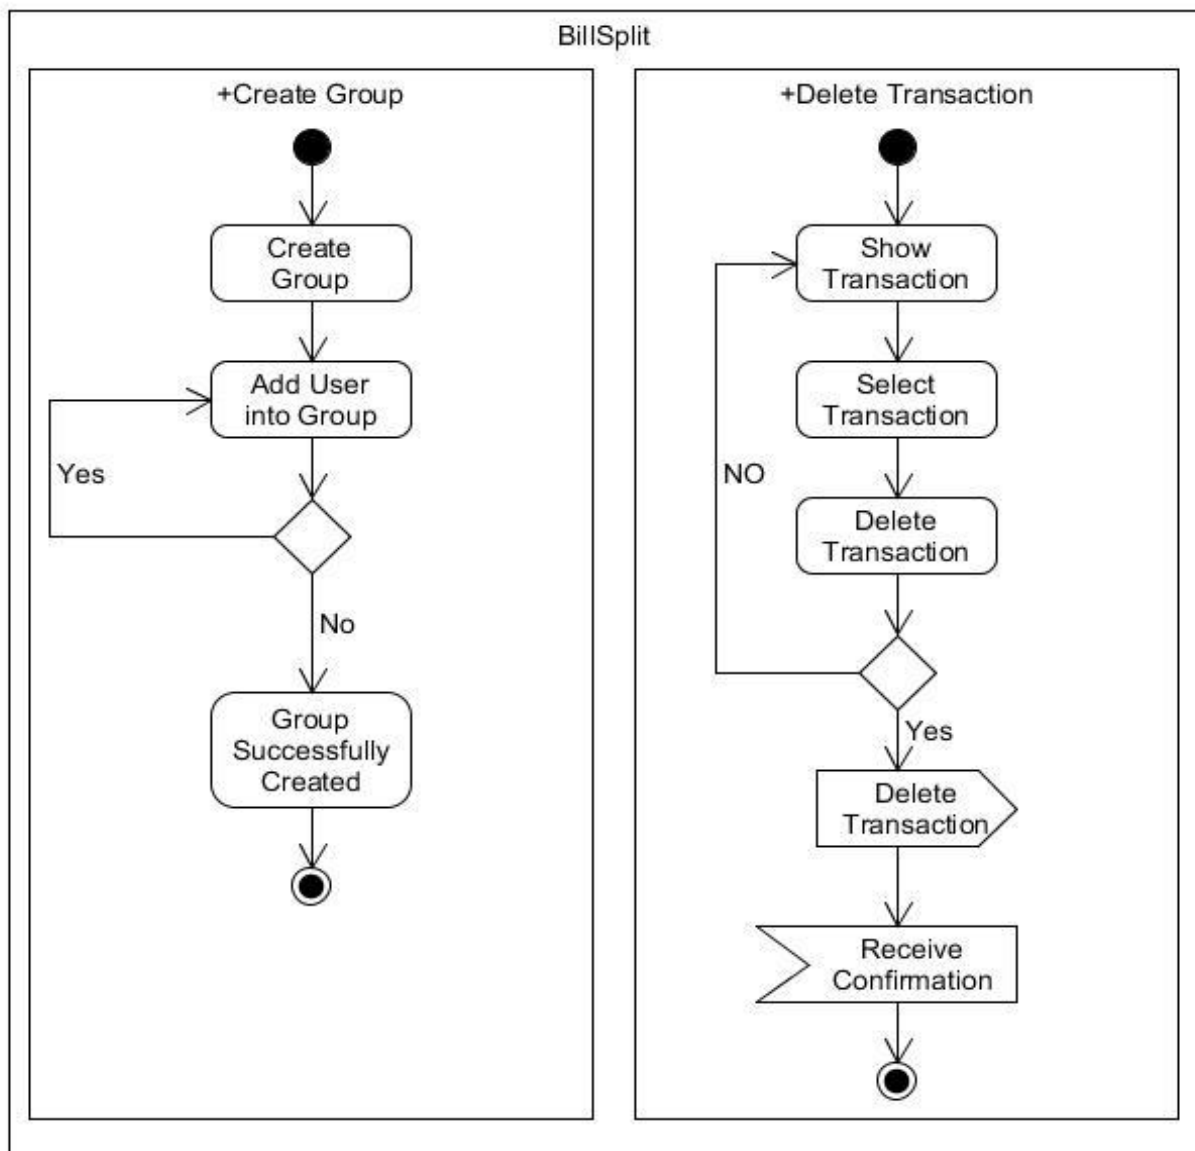 BillSplit
+Create Group
Create
Group
Add User
into Group
Yes
No
Group
Successfully
Created
+Delete Transaction
Show
Transaction
Select
Transaction
NO
Delete
Transaction
Yes
Delete
Transaction
Receive
Confirmation